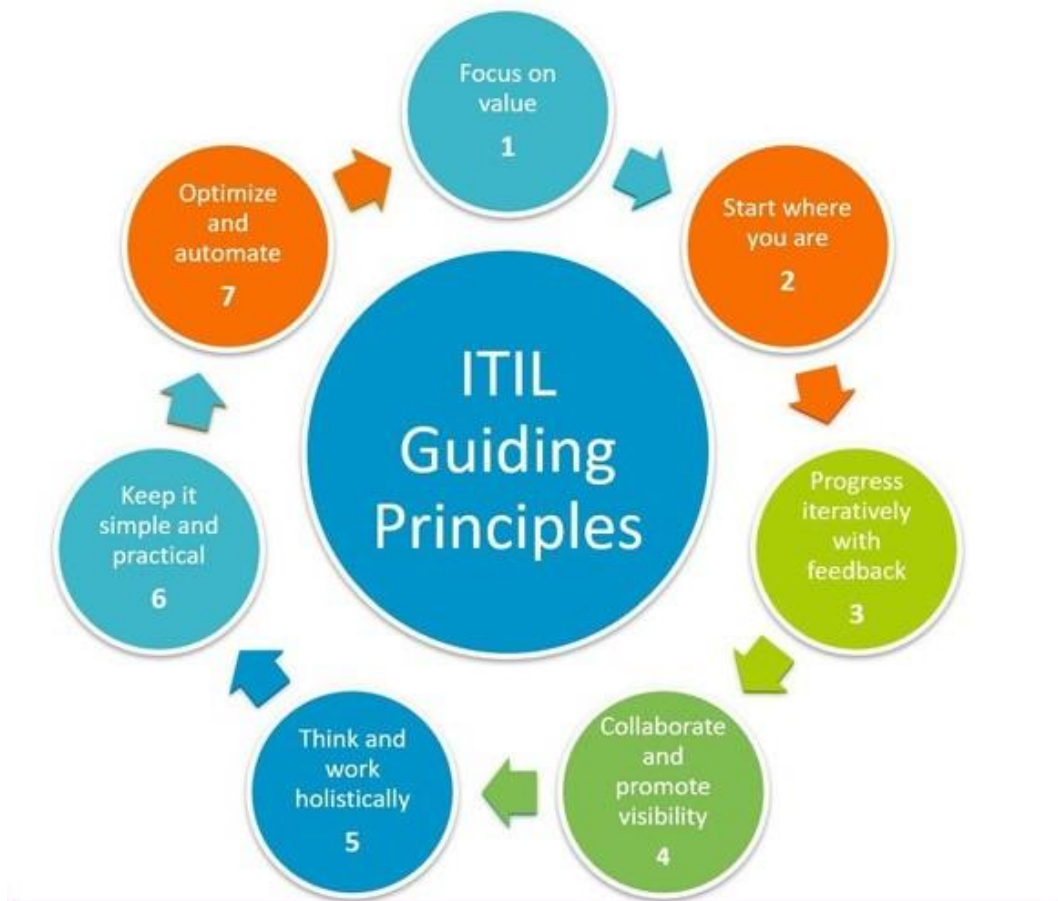 Focus on
value
1
Start where
you are
2
Progress
iteratively
with
feedback
3
Collaborate
and
promote
visibility
4
Think and
work
holistically
5
Keep it
simple and
practical
6
Optimize
and
automate
7
ITIL
Guiding
Principles